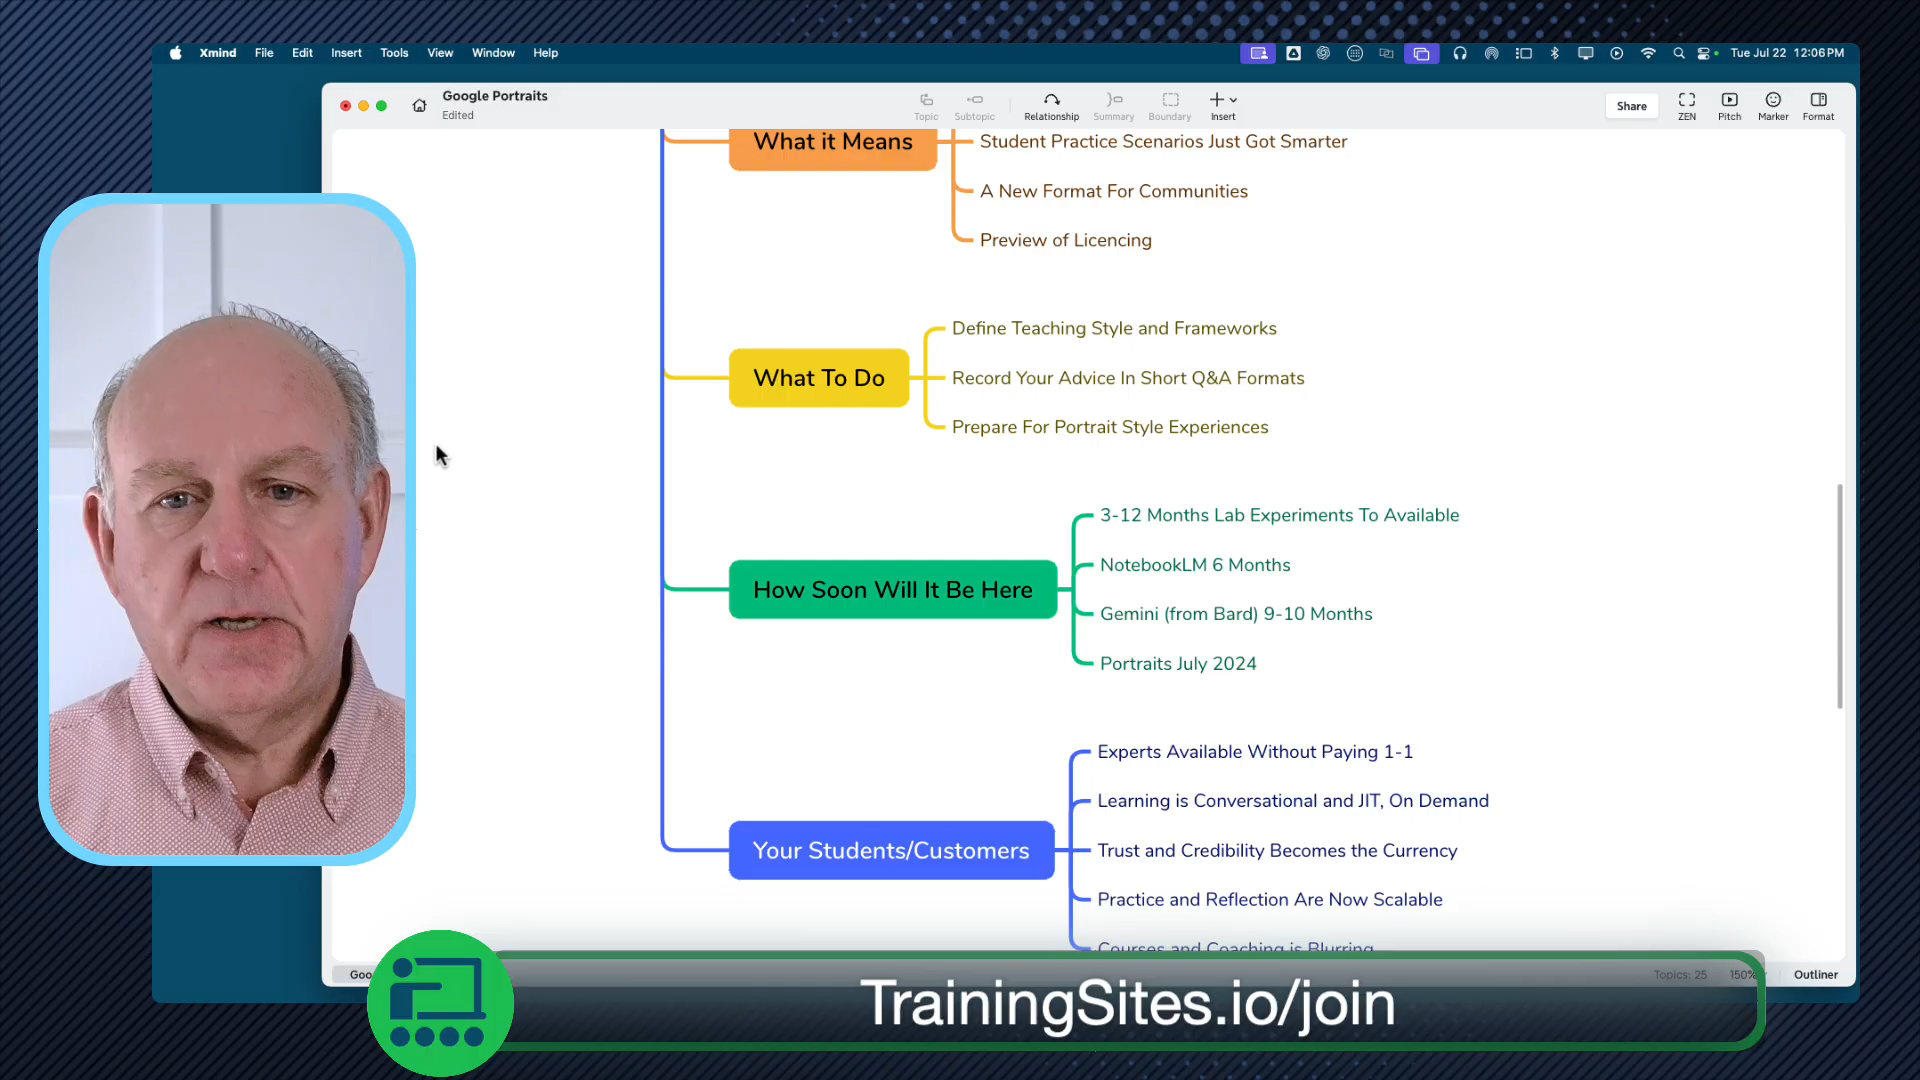 Xmind File Edit Insert Tools View Window Help
Tue Jul 22 12:06 PM
Google Portraits
Edited
Topic Subtopic Relationship Summary Boundary Insert
Share ZEN Pitch Marker Format
What it Means
Student Practice Scenarios Just Got Smarter
A New Format For Communities
Preview of Licencing
What To Do
Define Teaching Style and Frameworks
Record Your Advice In Short Q&A Formats
Prepare For Portrait Style Experiences
How Soon Will It Be Here
3-12 Months Lab Experiments To Available
NotebookLM 6 Months
Gemini (from Bard) 9-10 Months
Portraits July 2024
Your Students/Customers
Experts Available Without Paying 1-1
Learning is Conversational and JIT, On Demand
Trust and Credibility Becomes the Currency
Practice and Reflection Are Now Scalable
Courses and Coaching is Blurring
Goo
Topics: 25 150% Outliner
TrainingSites.io/join